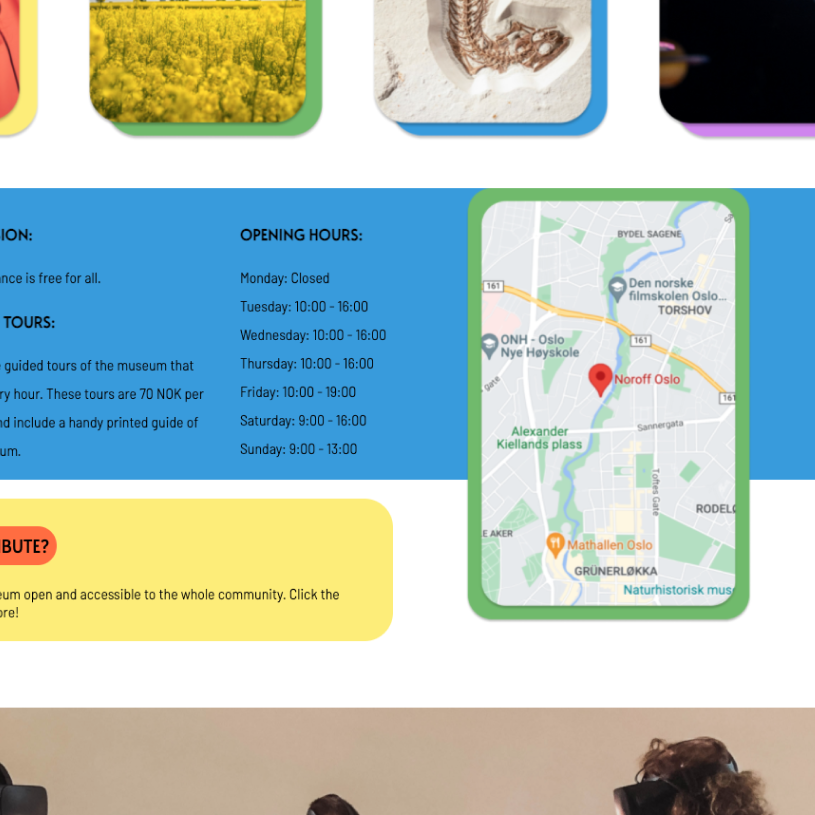 ION:
nce is free for all.
TOURS:
guided tours of the museum that
ry hour. These tours are 70 NOK per
nd include a handy printed guide of
um.
OPENING HOURS:
Monday: Closed
Tuesday: 10:00 - 16:00
Wednesday: 10:00 - 16:00
Thursday: 10:00 - 16:00
Friday: 10:00 - 19:00
Saturday: 9:00 - 16:00
Sunday: 9:00 - 13:00
BYDEL SAGENE
161
Den norske
filmskolen Oslo...
TORSHOV
ONH - Oslo
Nye Høyskole
161
Noroff Oslo
gate
161
Alexander
Kiellands plass
Sannergata
Toftes Gate
RODEL
E AKER
Mathallen Oslo
GRÜNERLØKKA
Naturhistorisk mus
IBUTE?
eum open and accessible to the whole community. Click the
ore!